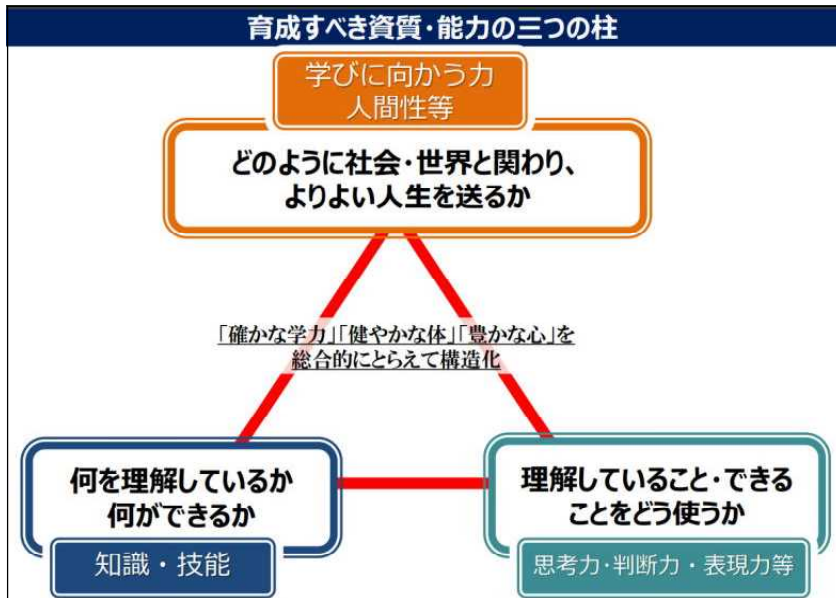 育成すべき資質・能力の三つの柱
学びに向かう力
人間性等
どのように社会・世界と関わり、
よりよい人生を送るか
「確かな学力」「健やかな体」「豊かな心」を
総合的にとらえて構造化
何を理解しているか
何ができるか
知識・技能
理解していること・できる
ことをどう使うか
思考力・判断力・表現力等